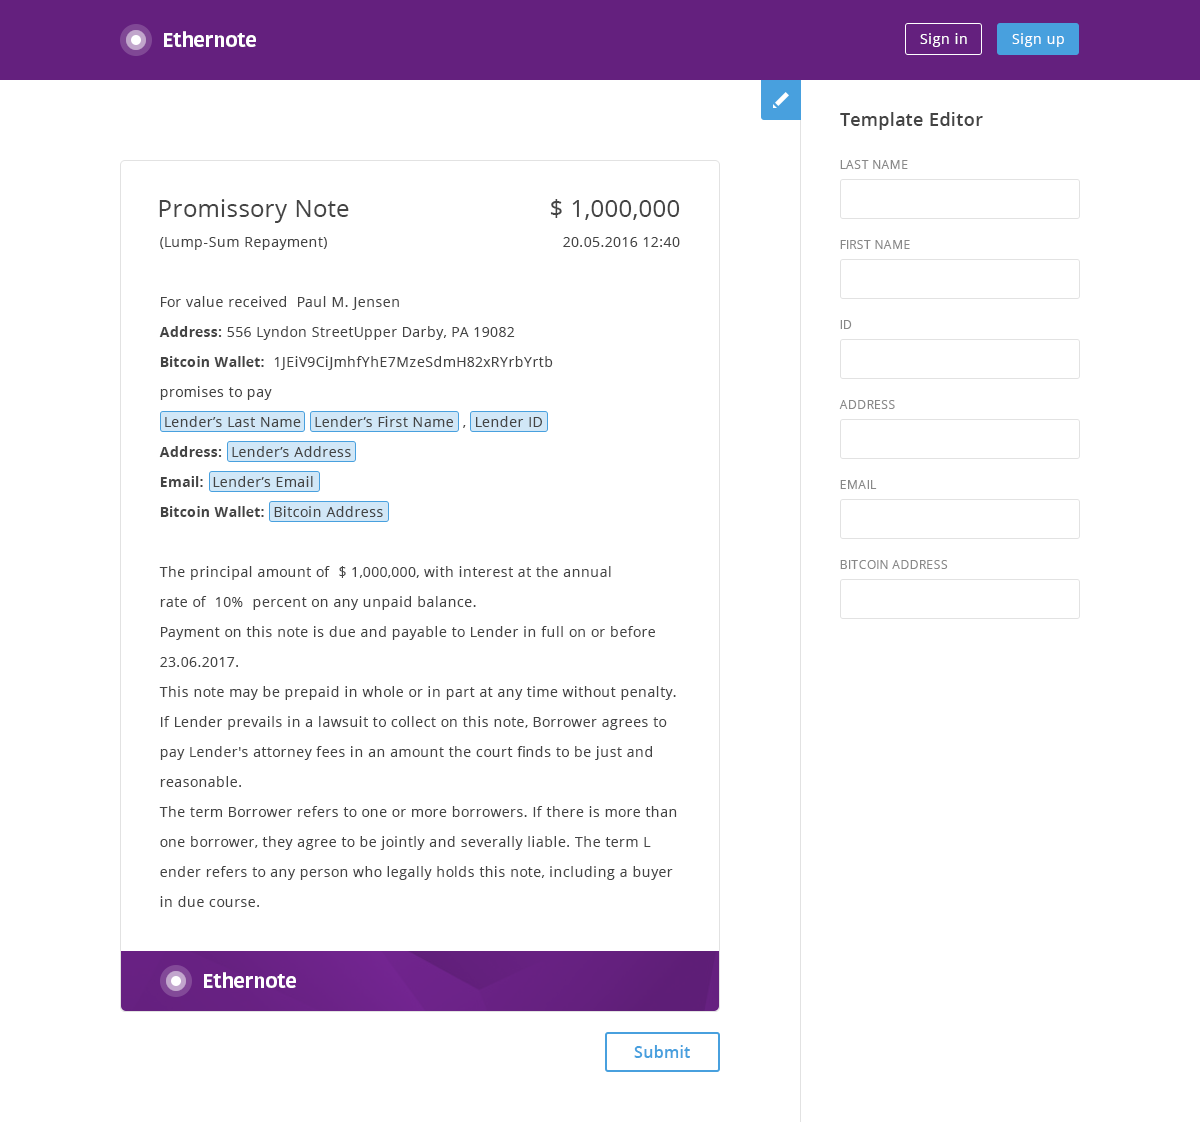 Ethernote
Sign in
Sign up
Promissory Note
$ 1,000,000
(Lump-Sum Repayment)
20.05.2016 12:40
For value received Paul M. Jensen
Address: 556 Lyndon StreetUpper Darby, PA 19082
Bitcoin Wallet: 1JEiV9CiJmhfYhE7MzeSdmH82xRYrbYrtb
promises to pay
Lender’s Last Name Lender’s First Name , Lender ID
Address: Lender’s Address
Email: Lender’s Email
Bitcoin Wallet: Bitcoin Address
The principal amount of $ 1,000,000, with interest at the annual
rate of 10% percent on any unpaid balance.
Payment on this note is due and payable to Lender in full on or before
23.06.2017.
This note may be prepaid in whole or in part at any time without penalty.
If Lender prevails in a lawsuit to collect on this note, Borrower agrees to
pay Lender's attorney fees in an amount the court finds to be just and
reasonable.
The term Borrower refers to one or more borrowers. If there is more than
one borrower, they agree to be jointly and severally liable. The term L
ender refers to any person who legally holds this note, including a buyer
in due course.
Ethernote
Submit
Template Editor
LAST NAME
FIRST NAME
ID
ADDRESS
EMAIL
BITCOIN ADDRESS